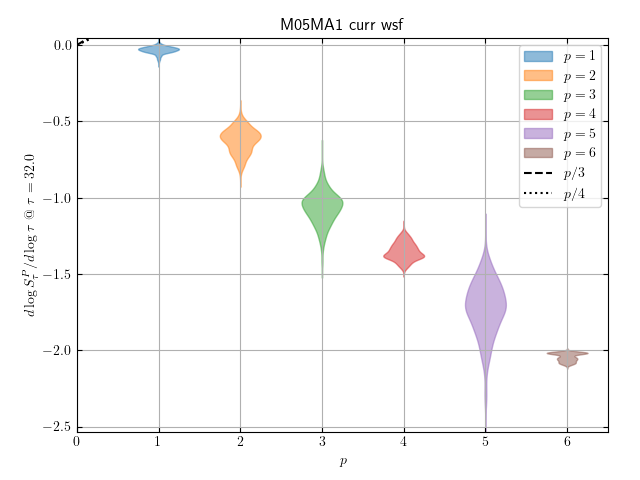 M05MA1 curr wsf
d log S_τ^P / d log τ @ τ = 32.0
0.0
−0.5
−1.0
−1.5
−2.0
−2.5
0 1 2 3 4 5 6
p
p = 1
p = 2
p = 3
p = 4
p = 5
p = 6
p/3
p/4